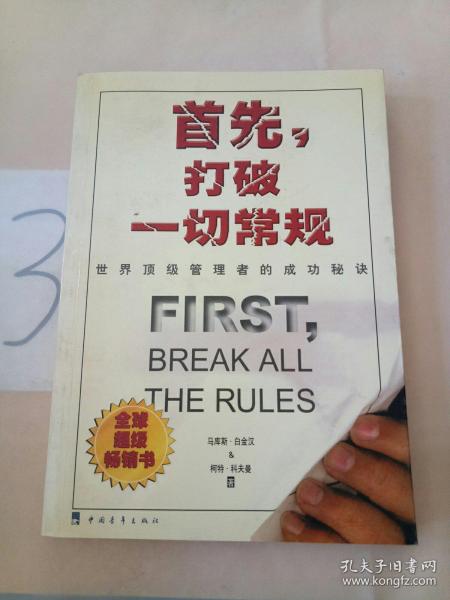 首先，
打破
一切常规
世界顶级管理者的成功秘诀
FIRST,
BREAK ALL
THE RULES
全球
超级
畅销书
马库斯·白金汉
&
柯特·科夫曼
著
中国青年出版社
3
孔夫子旧书网
www.kongfz.com